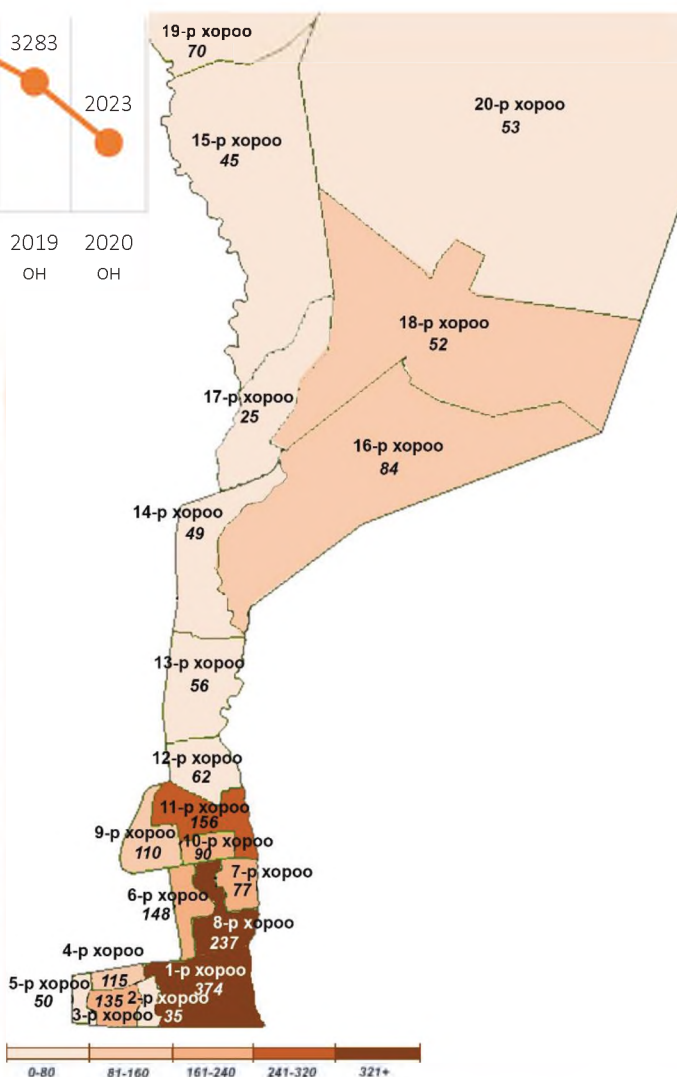 3283
2023
2019
2020
ОН
ОН
19-р хороо
70
20-р хороо
53
15-р хороо
45
18-р хороо
52
17-р хороо
25
16-р хороо
84
14-р хороо
49
13-р хороо
56
12-р хороо
62
11-р хороо
156
9-р хороо
110
10-р хороо
90
7-р хороо
77
6-р хороо
148
8-р хороо
237
4-р хороо
115
1-р хороо
374
5-р хороо
50
135
2-р хороо
35
3-р хороо
0-80
81-160
161-240
241-320
321+